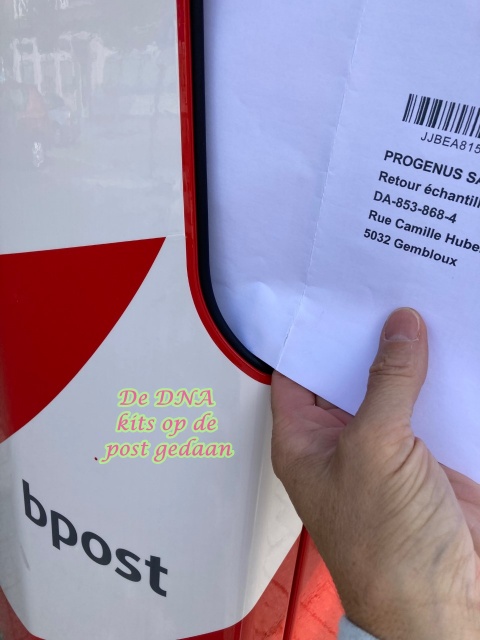 JJBEA815
PROGENUS SA
Retour échantill
DA-853-868-4
Rue Camille Hube
5032 Gembloux
De DNA
kits op de
post gedaan
bpost